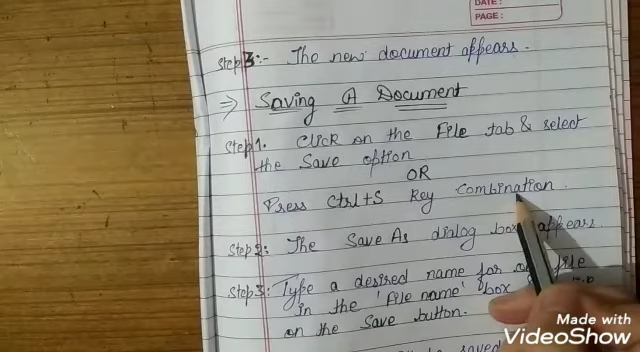 DATE:
PAGE:
Step 3:- The new document appears.
⇒ Saving A Document
Step 1. Click on the File tab & select
the Save option
OR
Press Ctrl+S Key Combination.
Step 2: The Save As dialog box appears.
Step 3: Type a desired name for file
in the 'File name' box
on the Save button.
saved
Made with
VideoShow